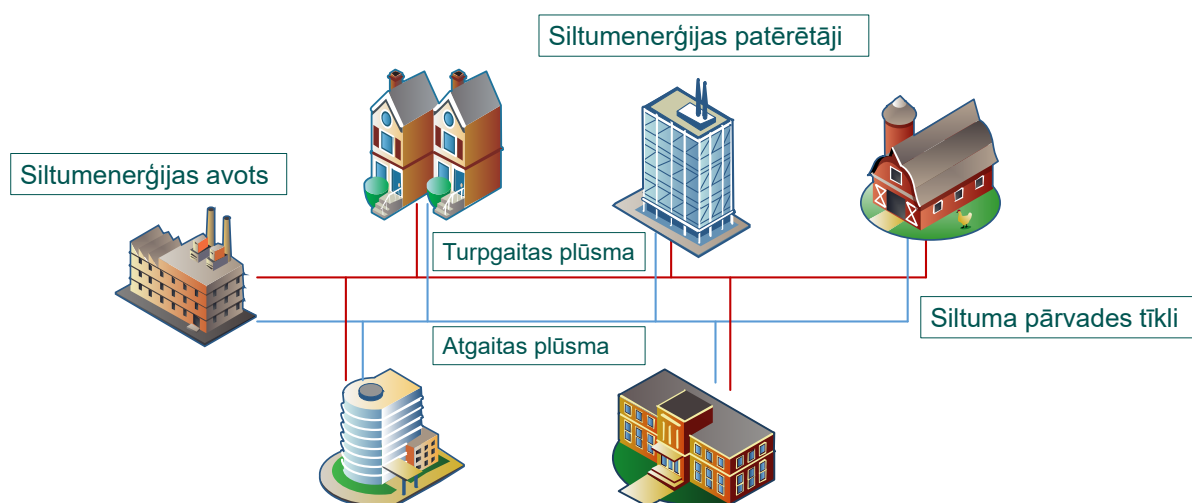 Siltumenerģijas patērētāji
Siltumenerģijas avots
Turpgaitas plūsma
Siltuma pārvades tīkli
Atgaitas plūsma